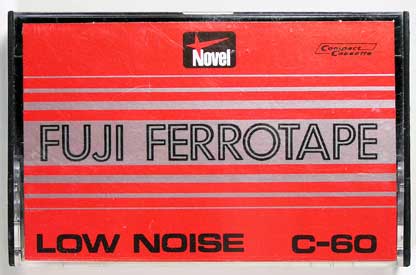 Novel
Compact
Cassette
FUJI FERROTAPE
LOW NOISE C-60